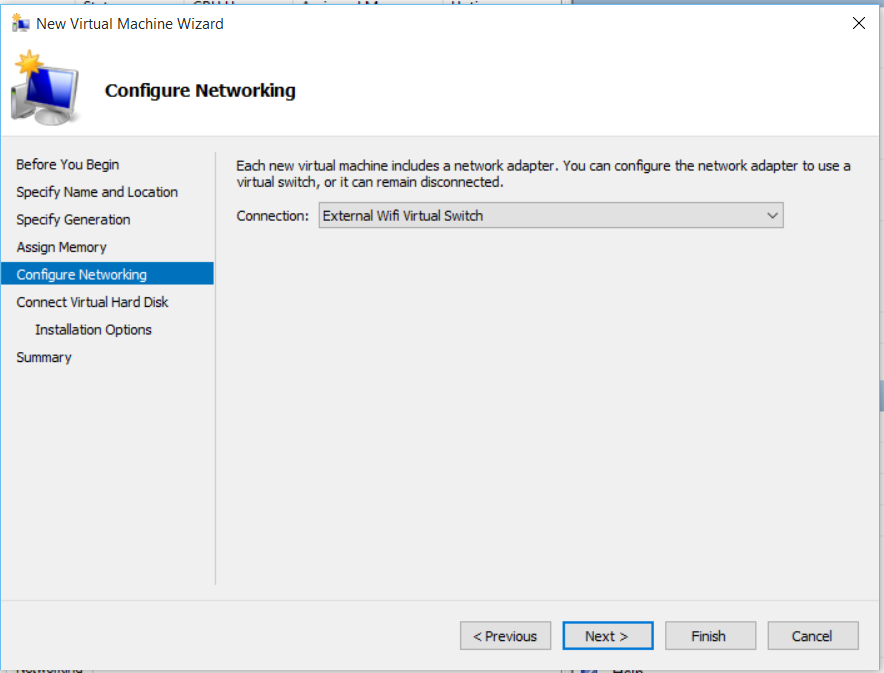 New Virtual Machine Wizard
Configure Networking
Before You Begin
Specify Name and Location
Specify Generation
Assign Memory
Configure Networking
Connect Virtual Hard Disk
Installation Options
Summary
Each new virtual machine includes a network adapter. You can configure the network adapter to use a
virtual switch, or it can remain disconnected.
Connection: External Wifi Virtual Switch
< Previous Next > Finish Cancel
Networking Help